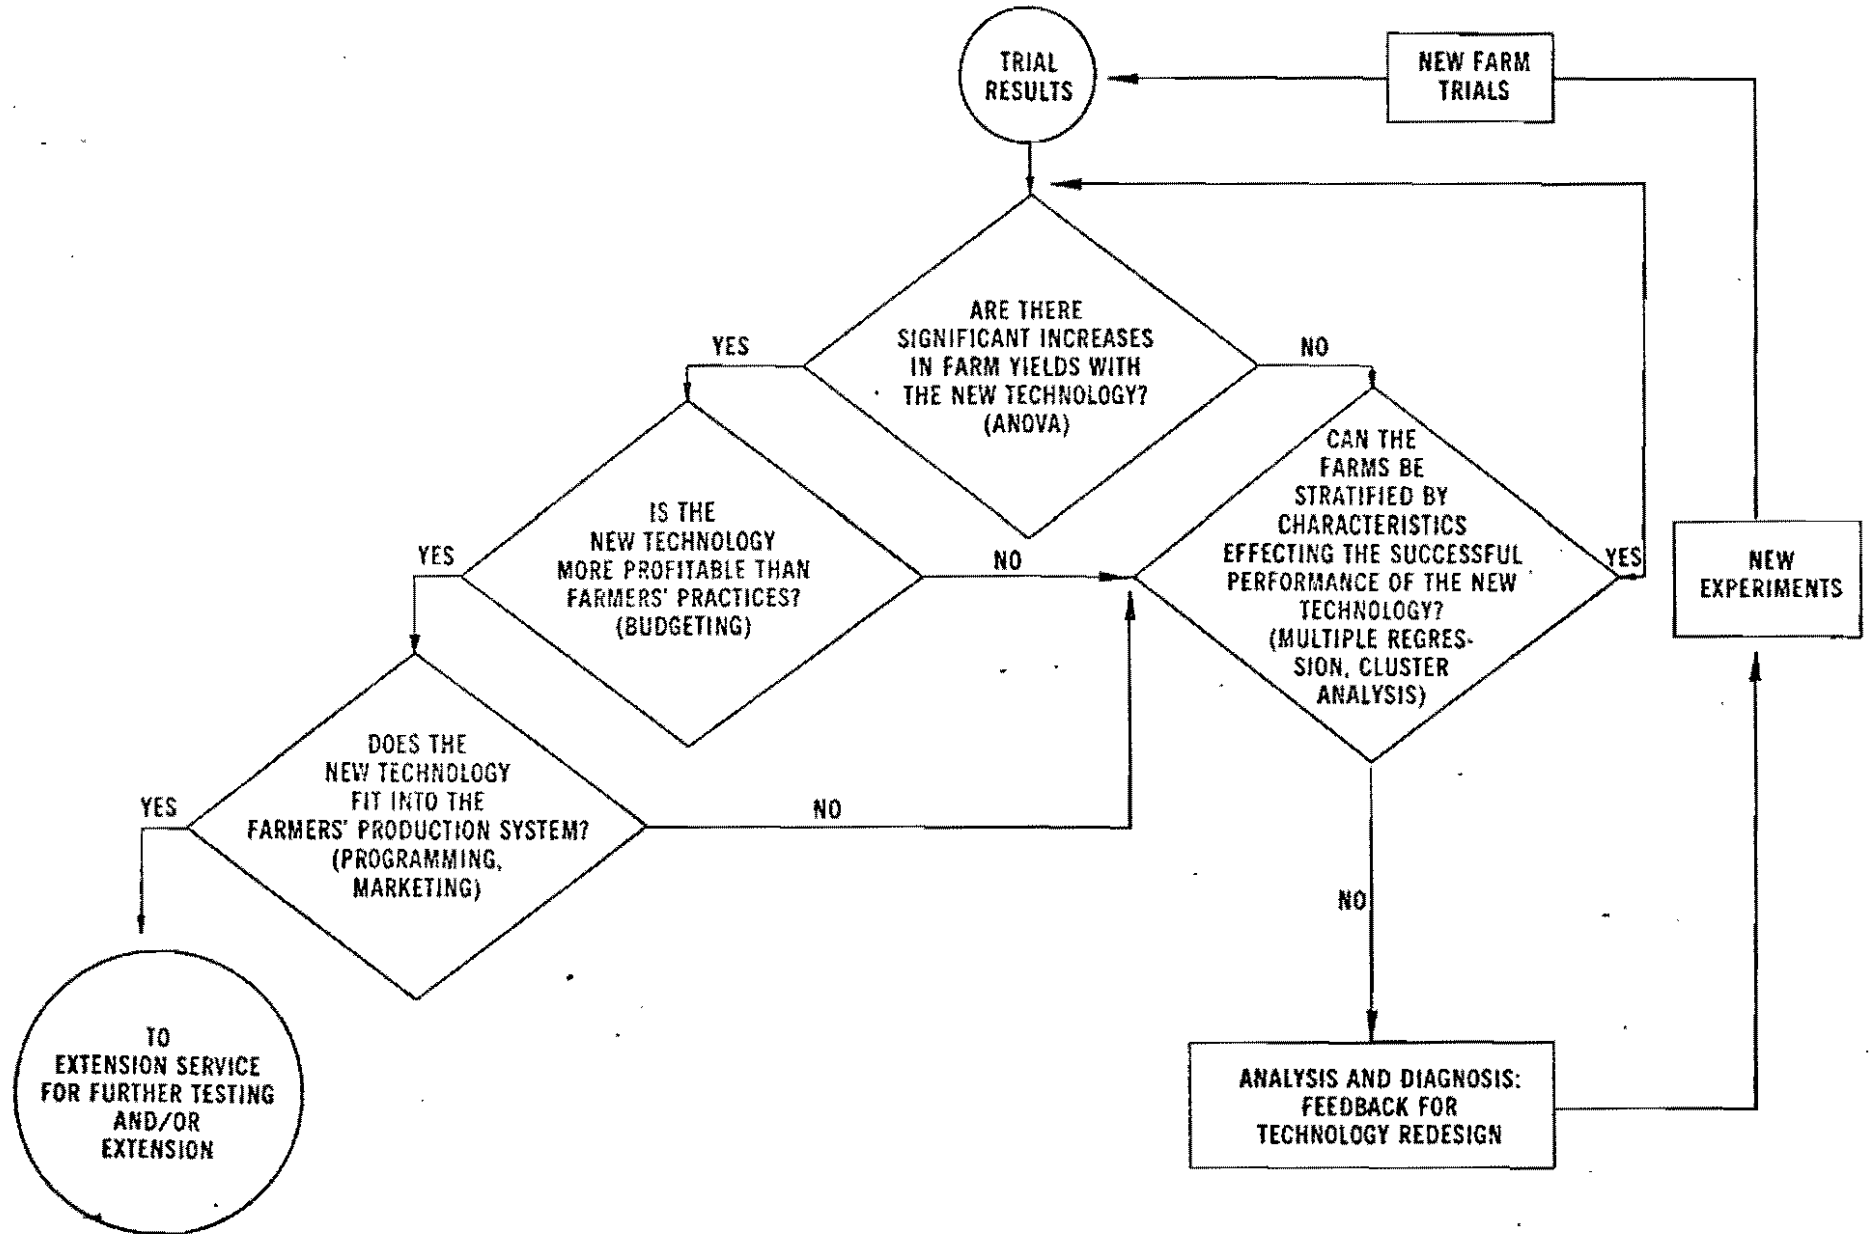 TRIAL
RESULTS
NEW FARM
TRIALS
ARE THERE
SIGNIFICANT INCREASES
IN FARM YIELDS WITH
THE NEW TECHNOLOGY?
(ANOVA)
YES
NO
IS THE
NEW TECHNOLOGY
MORE PROFITABLE THAN
FARMERS' PRACTICES?
(BUDGETING)
YES
NO
CAN THE
FARMS BE
STRATIFIED BY
CHARACTERISTICS
EFFECTING THE SUCCESSFUL
PERFORMANCE OF THE NEW
TECHNOLOGY?
(MULTIPLE REGRES-
SION, CLUSTER
ANALYSIS)
YES
NEW
EXPERIMENTS
DOES THE
NEW TECHNOLOGY
FIT INTO THE
FARMERS' PRODUCTION SYSTEM?
(PROGRAMMING,
MARKETING)
YES
NO
NO
TO
EXTENSION SERVICE
FOR FURTHER TESTING
AND/OR
EXTENSION
ANALYSIS AND DIAGNOSIS:
FEEDBACK FOR
TECHNOLOGY REDESIGN